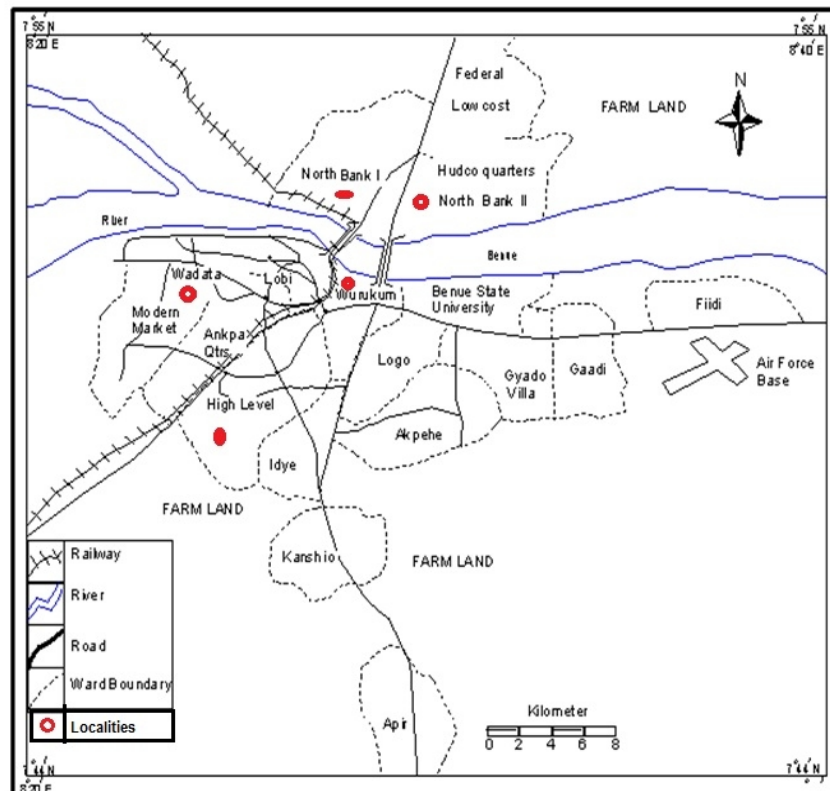 7°55 N
8°20 E
7°55 N
8°40 E
Federal
Low cost
FARM LAND
N
North Bank I
Hudco quarters
North Bank II
River
Benue
Wadata
Lobi
Wurukum
Benue State
University
Fiidi
Modern
Market
Ankpa
Qtrs
Logo
Gyado
Villa
Gaadi
Air Force
Base
High Level
Akpehe
Idye
FARM LAND
Kanshio
FARM LAND
Railway
River
Road
Ward Boundary
Localities
Apir
Kilometer
0 2 4 6 8
7°44 N
8°20 E
7°44 N